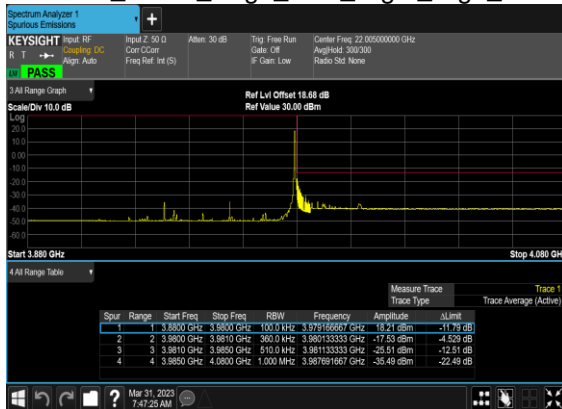 Spectrum Analyzer 1
Spurious Emissions
KEYSIGHT Input: RF Input Z: 50 Ω Atten: 30 dB Trig: Free Run Center Freq: 22.005000000 GHz
R T Coupling: DC Corr CCorr Gate: Off Avg|Hold: 300/300
Align: Auto Freq Ref: Int (S) IF Gain: Low Radio Std: None
PASS
3 All Range Graph
Ref Lvl Offset 18.68 dB
Scale/Div 10.0 dB Ref Value 30.00 dBm
Log
20.0
10.0
0.00
-10.0
-20.0
-30.0
-40.0
-50.0
-60.0
Start 3.880 GHz Stop 4.080 GH
4 All Range Table
Measure Trace Trace 1
Trace Type Trace Average (Active)
Spur Range Start Freq Stop Freq RBW Frequency Amplitude ΔLimit
1 1 3.8800 GHz 3.9800 GHz 100.0 kHz 3.979166667 GHz 18.21 dBm -11.79 dB
2 2 3.9800 GHz 3.9810 GHz 360.0 kHz 3.980133333 GHz -17.53 dBm -4.529 dB
3 3 3.9810 GHz 3.9850 GHz 510.0 kHz 3.981133333 GHz -25.51 dBm -12.51 dB
4 4 3.9850 GHz 4.0800 GHz 1.000 MHz 3.987691667 GHz -35.49 dBm -22.49 dB
Mar 31, 2023
7:47:25 AM